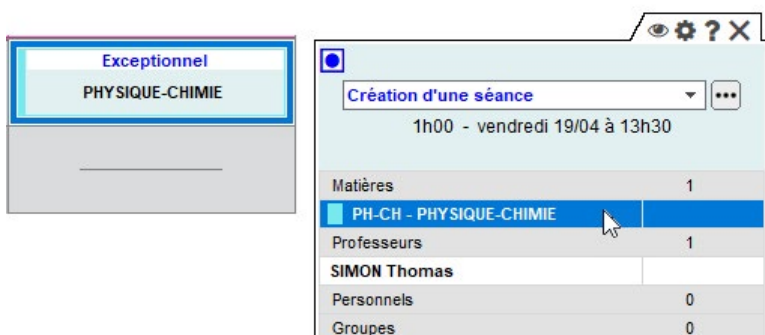 Exceptionnel
PHYSIQUE-CHIMIE
Création d'une séance
1h00 - vendredi 19/04 à 13h30
Matières 1
PH-CH - PHYSIQUE-CHIMIE
Professeurs 1
SIMON Thomas
Personnels 0
Groupes 0